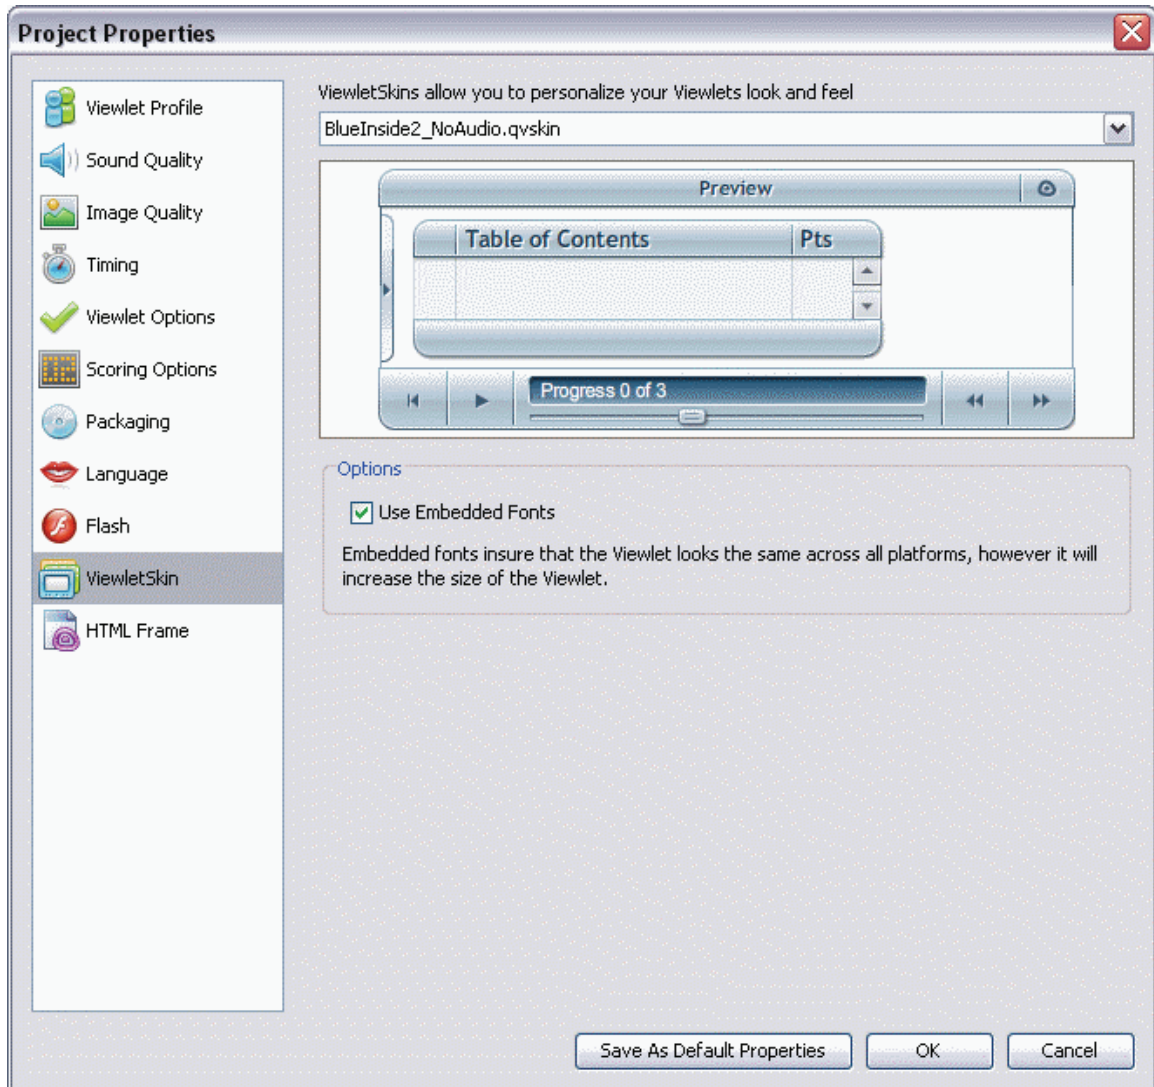 Project Properties
Viewlet Profile
Sound Quality
Image Quality
Timing
Viewlet Options
Scoring Options
Packaging
Language
Flash
ViewletSkin
HTML Frame
ViewletSkins allow you to personalize your Viewlets look and feel
BlueInside2_NoAudio.qvskin
Preview
Table of Contents Pts
Progress 0 of 3
Options
Use Embedded Fonts
Embedded fonts insure that the Viewlet looks the same across all platforms, however it will
increase the size of the Viewlet.
Save As Default Properties OK Cancel